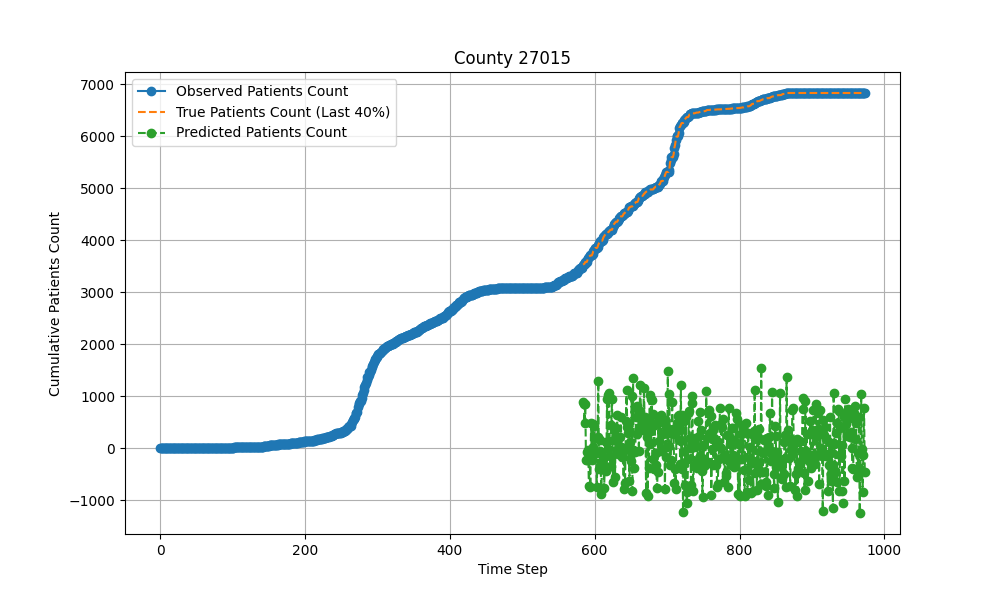 County 27015
Observed Patients Count
True Patients Count (Last 40%)
Predicted Patients Count
Cumulative Patients Count
7000
6000
5000
4000
3000
2000
1000
0
−1000
0 200 400 600 800 1000
Time Step